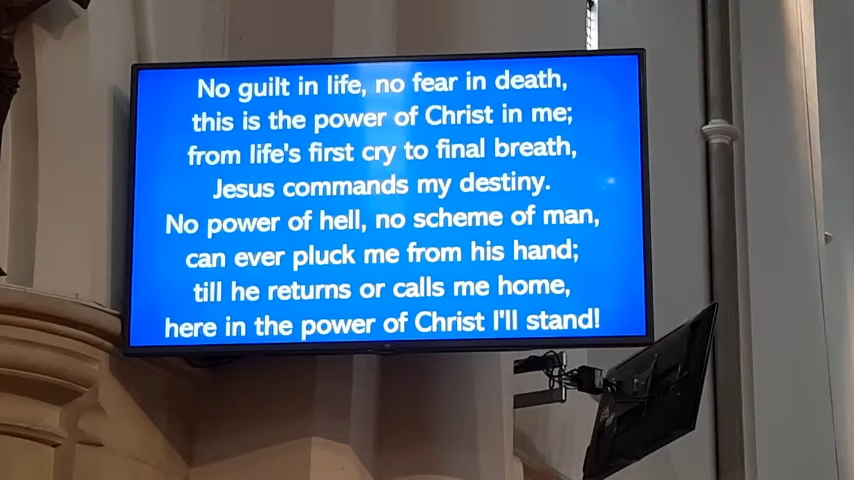 No guilt in life, no fear in death,
this is the power of Christ in me;
from life's first cry to final breath,
Jesus commands my destiny.
No power of hell, no scheme of man,
can ever pluck me from his hand;
till he returns or calls me home,
here in the power of Christ I'll stand!